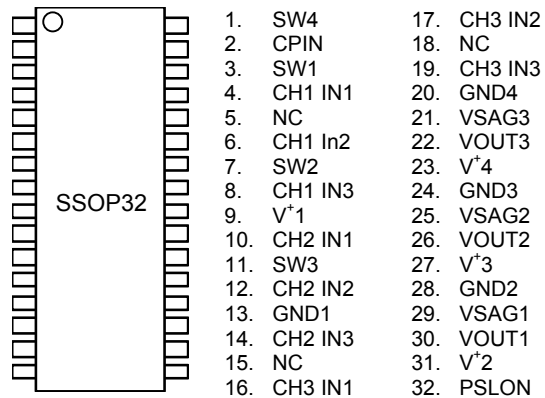 SSOP32
1. SW4
2. CPIN
3. SW1
4. CH1 IN1
5. NC
6. CH1 In2
7. SW2
8. CH1 IN3
9. V+1
10. CH2 IN1
11. SW3
12. CH2 IN2
13. GND1
14. CH2 IN3
15. NC
16. CH3 IN1
17. CH3 IN2
18. NC
19. CH3 IN3
20. GND4
21. VSAG3
22. VOUT3
23. V+4
24. GND3
25. VSAG2
26. VOUT2
27. V+3
28. GND2
29. VSAG1
30. VOUT1
31. V+2
32. PSLON